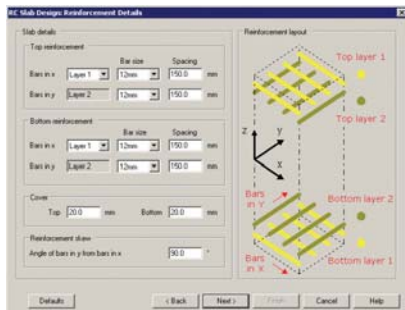 RC Slab Design: Reinforcement Details
Slab details
Top reinforcement
Bar size Spacing
Bars in x Layer 1 12mm 150.0 mm
Bars in y Layer 2 12mm 150.0 mm
Bottom reinforcement
Bar size Spacing
Bars in x Layer 1 12mm 150.0 mm
Bars in y Layer 2 12mm 150.0 mm
Cover
Top 20.0 mm Bottom 20.0 mm
Reinforcement skew
Angle of bars in y from bars in x 90.0 °
Reinforcement layout
Top layer 1
Top layer 2
Z
y
x
Bars in Y
Bottom layer 2
Bottom layer 1
Bars in X
Defaults < Back Next > Finish Cancel Help